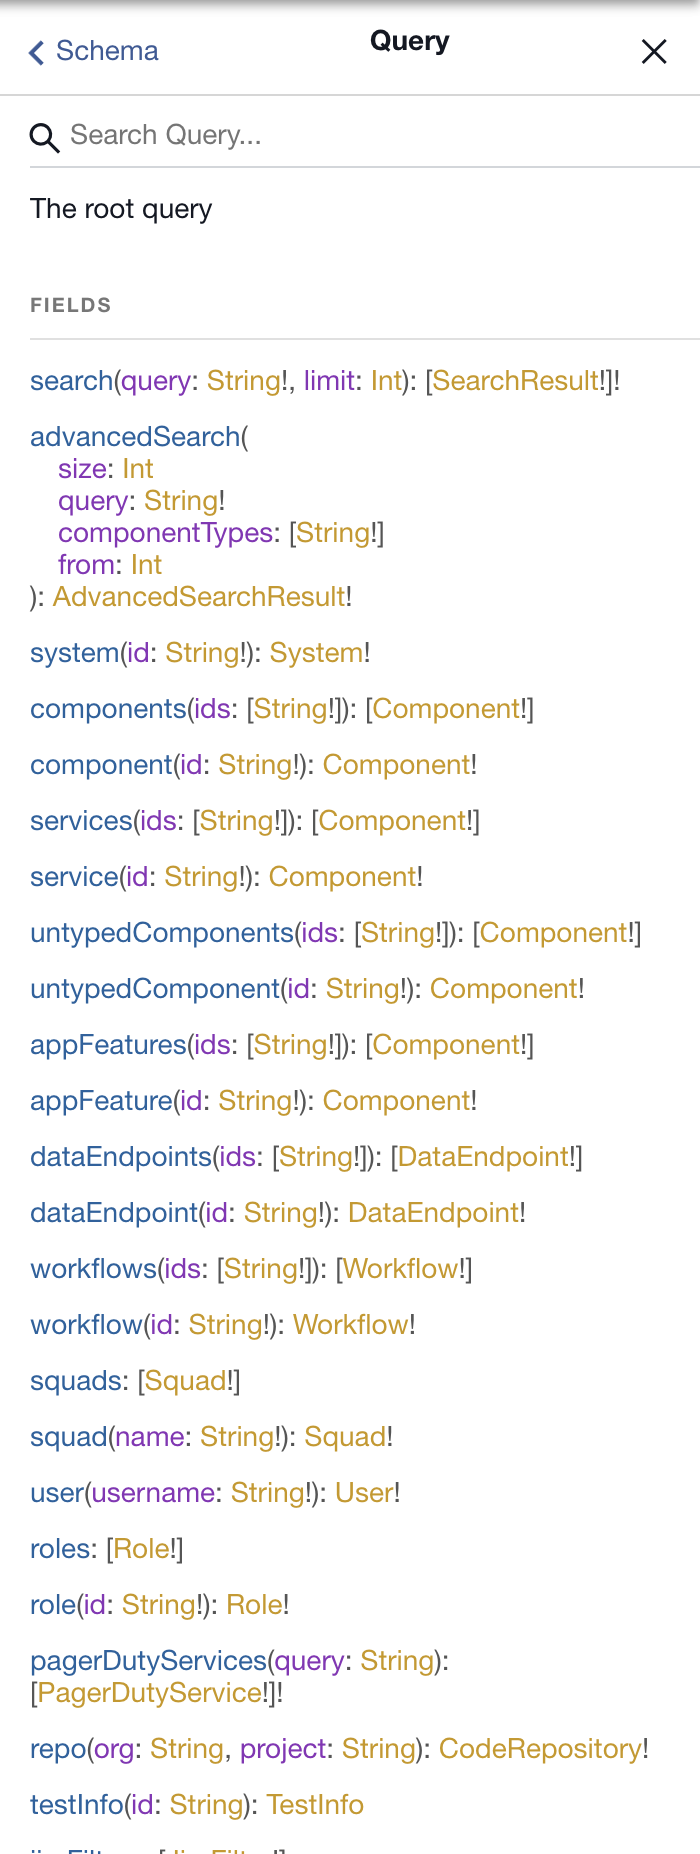 Schema
Query
Search Query...
The root query
FIELDS
search(query: String!, limit: Int): [SearchResult!]!
advancedSearch(
size: Int
query: String!
componentTypes: [String!]
from: Int
): AdvancedSearchResult!
system(id: String!): System!
components(ids: [String!]): [Component!]
component(id: String!): Component!
services(ids: [String!]): [Component!]
service(id: String!): Component!
untypedComponents(ids: [String!]): [Component!]
untypedComponent(id: String!): Component!
appFeatures(ids: [String!]): [Component!]
appFeature(id: String!): Component!
dataEndpoints(ids: [String!]): [DataEndpoint!]
dataEndpoint(id: String!): DataEndpoint!
workflows(ids: [String!]): [Workflow!]
workflow(id: String!): Workflow!
squads: [Squad!]
squad(name: String!): Squad!
user(username: String!): User!
roles: [Role!]
role(id: String!): Role!
pagerDutyServices(query: String):
[PagerDutyService!]!
repo(org: String, project: String): CodeRepository!
testInfo(id: String): TestInfo